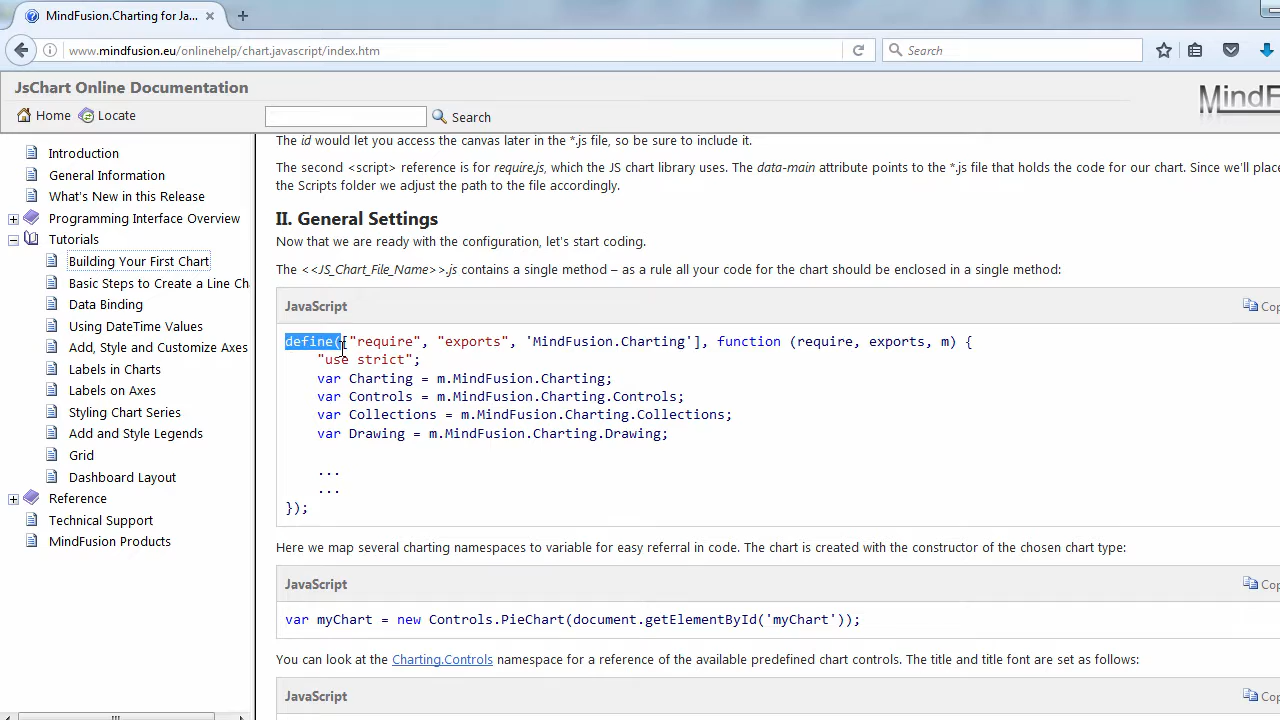 MindFusion.Charting for Ja...
www.mindfusion.eu/onlinehelp/chart.javascript/index.htm
Search
JsChart Online Documentation
Home
Locate
Search
MindF
Introduction
General Information
What's New in this Release
Programming Interface Overview
Tutorials
Building Your First Chart
Basic Steps to Create a Line Ch
Data Binding
Using DateTime Values
Add, Style and Customize Axes
Labels in Charts
Labels on Axes
Styling Chart Series
Add and Style Legends
Grid
Dashboard Layout
Reference
Technical Support
MindFusion Products
The id would let you access the canvas later in the *.js file, so be sure to include it.
The second <script> reference is for require.js, which the JS chart library uses. The data-main attribute points to the *.js file that holds the code for our chart. Since we'll place
the Scripts folder we adjust the path to the file accordingly.
II. General Settings
Now that we are ready with the configuration, let's start coding.
The <<JS_Chart_File_Name>>.js contains a single method – as a rule all your code for the chart should be enclosed in a single method:
JavaScript
Cop
define(["require", "exports", 'MindFusion.Charting'], function (require, exports, m) {
"use strict";
var Charting = m.MindFusion.Charting;
var Controls = m.MindFusion.Charting.Controls;
var Collections = m.MindFusion.Charting.Collections;
var Drawing = m.MindFusion.Charting.Drawing;
...
...
});
Here we map several charting namespaces to variable for easy referral in code. The chart is created with the constructor of the chosen chart type:
JavaScript
Cop
var myChart = new Controls.PieChart(document.getElementById('myChart'));
You can look at the Charting.Controls namespace for a reference of the available predefined chart controls. The title and title font are set as follows:
JavaScript
Cop